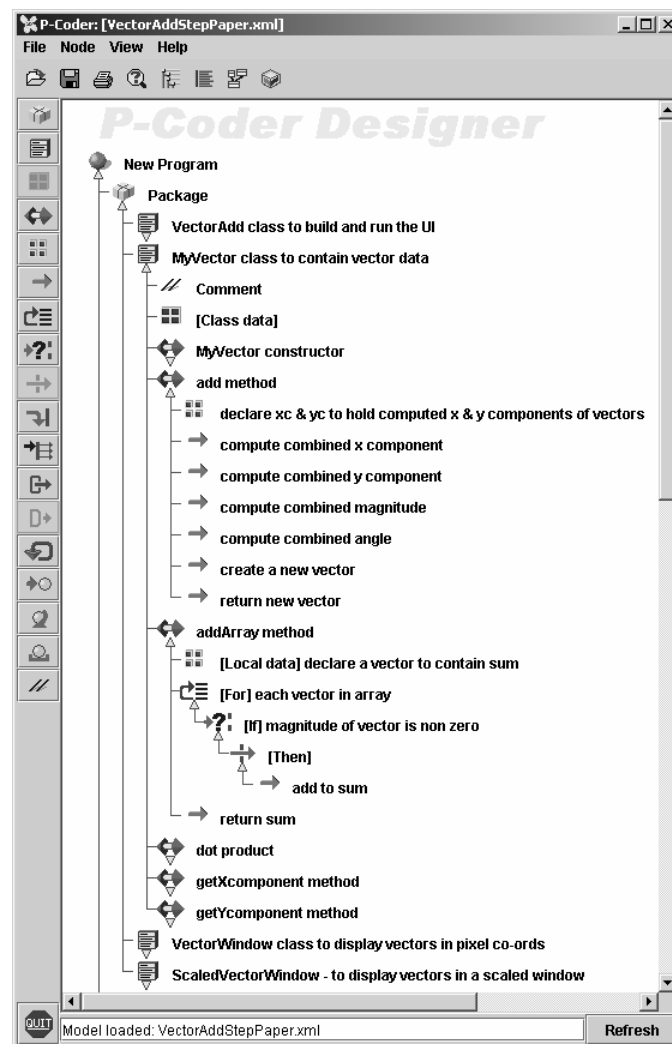 P-Coder: [VectorAddStepPaper.xml]
File Node View Help
P-Coder Designer
New Program
Package
VectorAdd class to build and run the UI
MyVector class to contain vector data
Comment
[Class data]
MyVector constructor
add method
declare xc & yc to hold computed x & y components of vectors
compute combined x component
compute combined y component
compute combined magnitude
compute combined angle
create a new vector
return new vector
addArray method
[Local data] declare a vector to contain sum
[For] each vector in array
[If] magnitude of vector is non zero
[Then]
add to sum
return sum
dot product
getXcomponent method
getYcomponent method
VectorWindow class to display vectors in pixel co-ords
ScaledVectorWindow - to display vectors in a scaled window
QUIT Model loaded: VectorAddStepPaper.xml Refresh